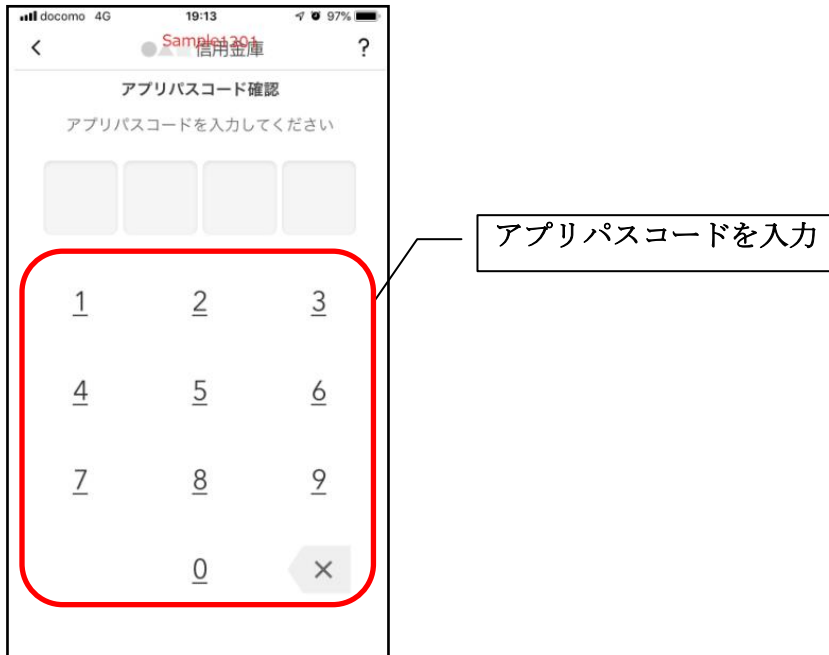 docomo 4G 19:13 97%
< Sample1301 ●▲■信用金庫 ?
アプリパスコード確認
アプリパスコードを入力してください
アプリパスコードを入力
1 2 3
4 5 6
7 8 9
0 ×